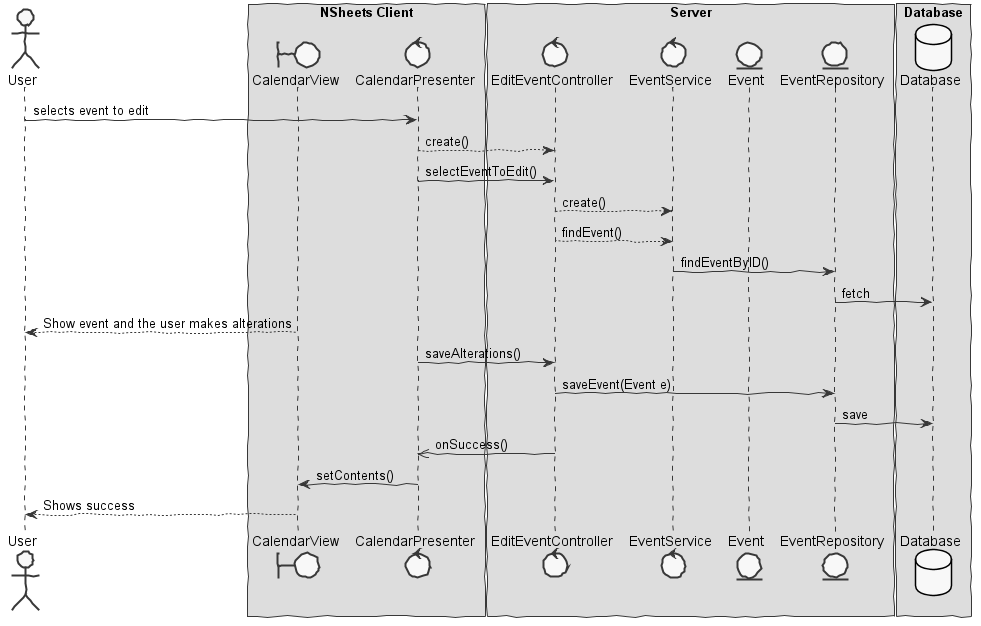 NSheets Client Server Database
User CalendarView CalendarPresenter EditEventController EventService Event EventRepository Database
selects event to edit
create()
selectEventToEdit()
create()
findEvent()
findEventByID()
fetch
Show event and the user makes alterations
saveAlterations()
saveEvent(Event e)
save
onSuccess()
setContents()
Shows success
User CalendarView CalendarPresenter EditEventController EventService Event EventRepository Database